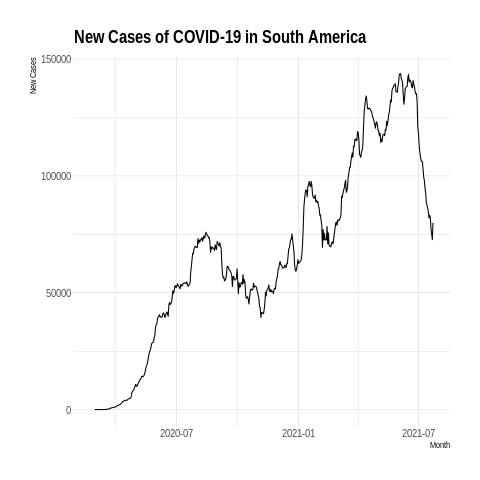 New Cases of COVID-19 in South America
New Cases
150000
100000
50000
0
2020-07
2021-01
2021-07
Month